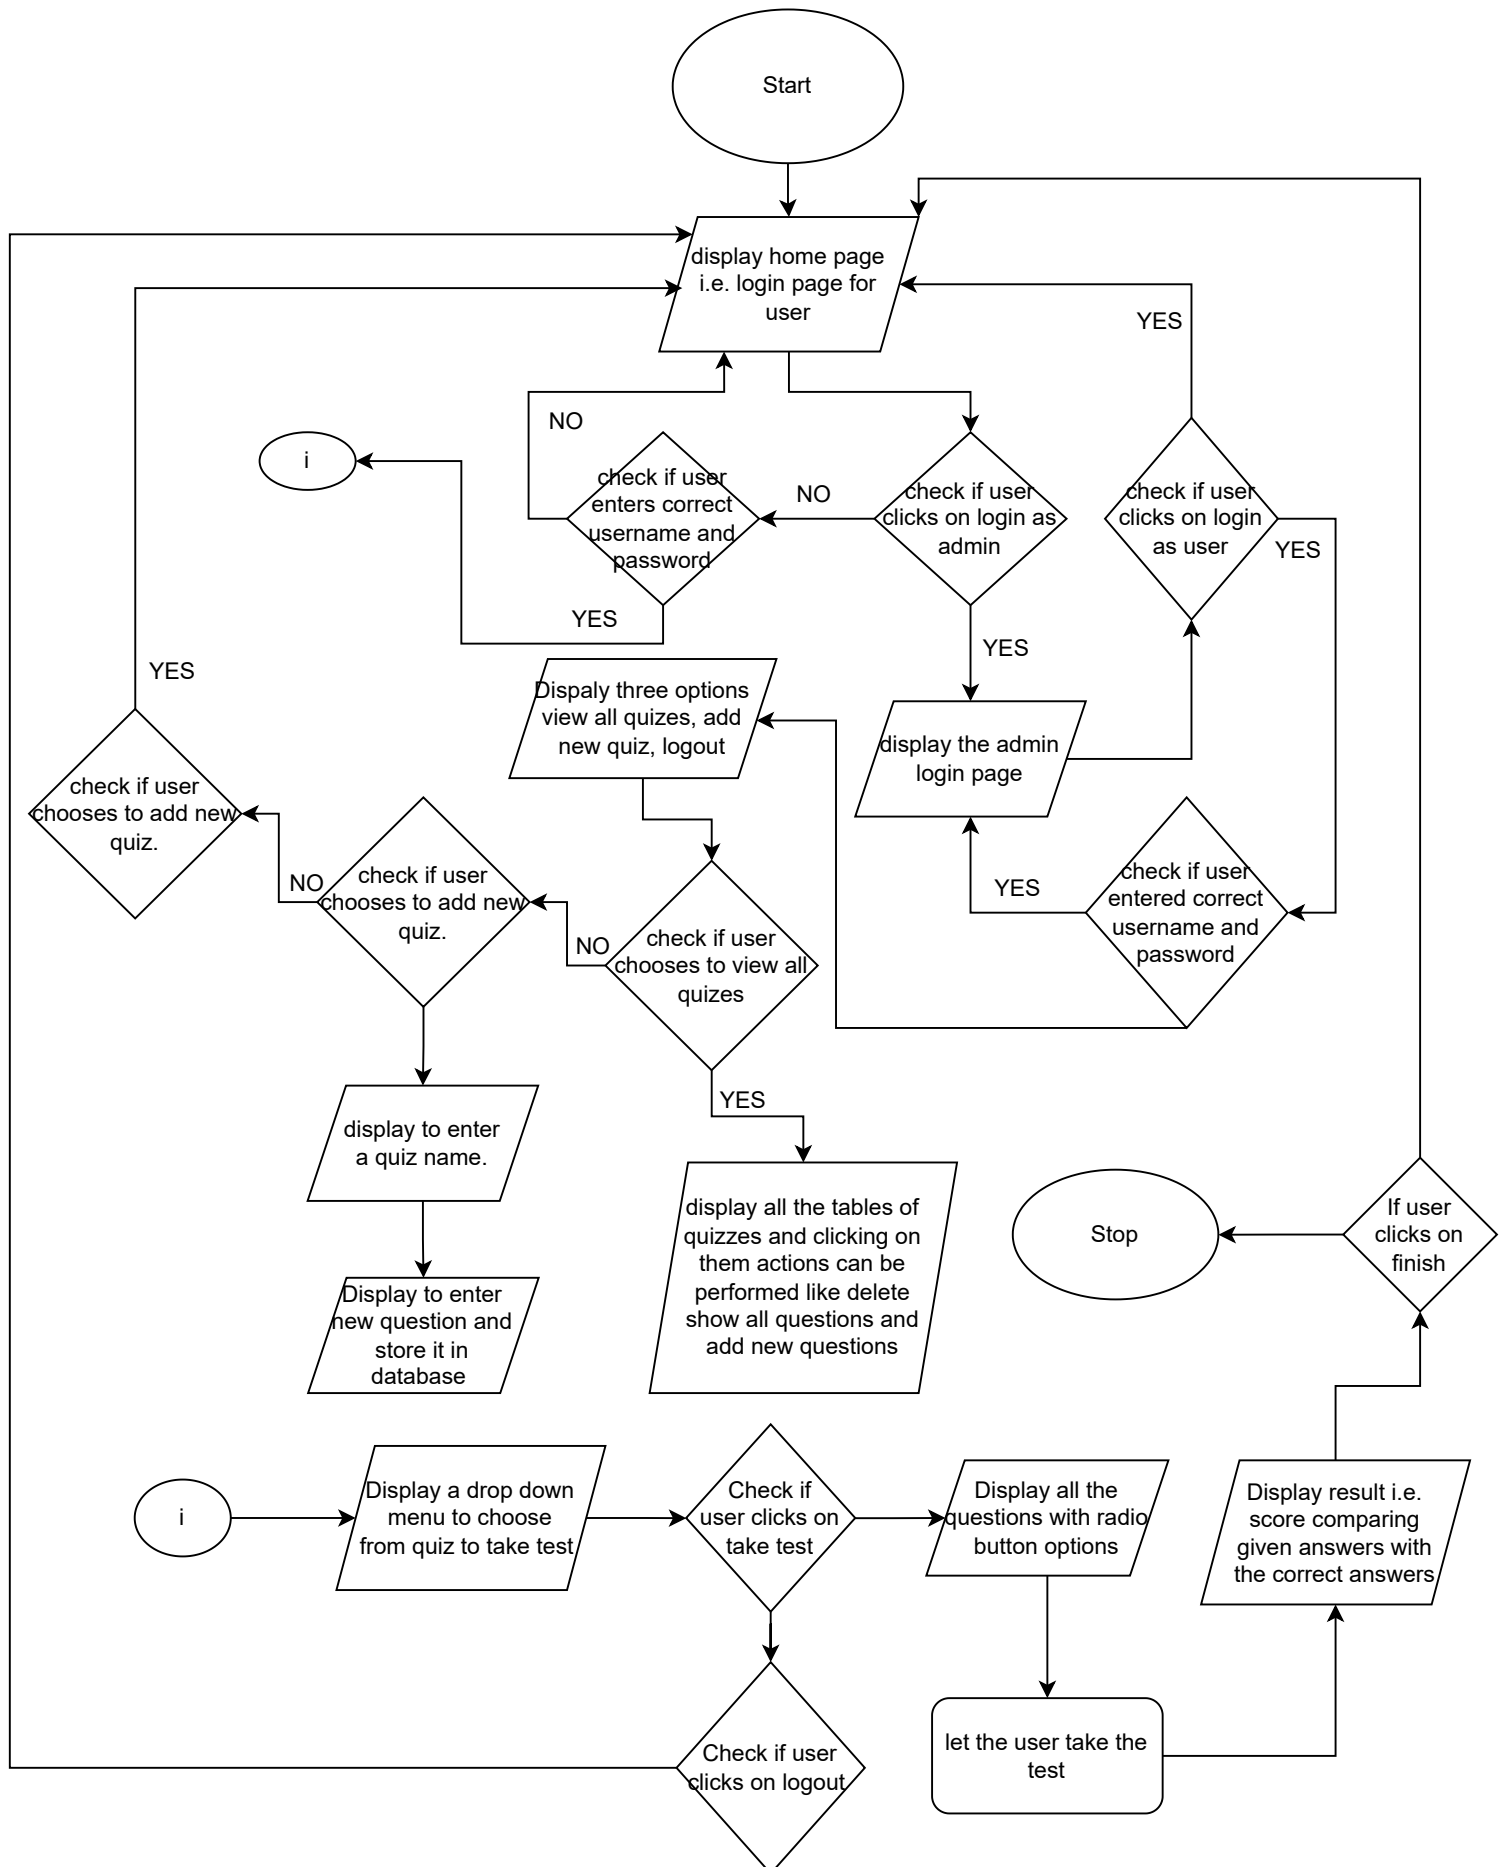 Start
display home page
i.e. login page for
user
YES
NO
i
check if user
enters correct
username and
password
NO
check if user
clicks on login as
admin
check if user
clicks on login
as user
YES
YES
YES
YES
Dispaly three options
view all quizes, add
new quiz, logout
display the admin
login page
check if user
chooses to add new
quiz.
NO
check if user
chooses to add new
quiz.
NO
check if user
chooses to view all
quizes
YES
check if user
entered correct
username and
password
YES
display to enter
a quiz name.
display all the tables of
quizzes and clicking on
them actions can be
performed like delete
show all questions and
add new questions
Stop
If user
clicks on
finish
Display to enter
new question and
store it in
database
i
Display a drop down
menu to choose
from quiz to take test
Check if
user clicks on
take test
Display all the
questions with radio
button options
Display result i.e.
score comparing
given answers with
the correct answers
let the user take the
test
Check if user
clicks on logout